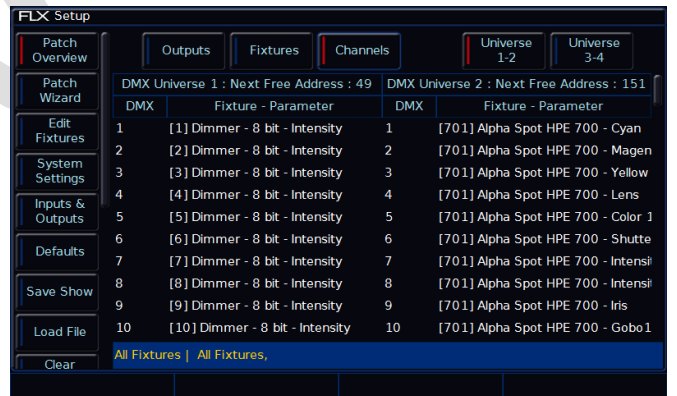 FLX Setup
Patch Overview
Patch Wizard
Edit Fixtures
System Settings
Inputs & Outputs
Defaults
Save Show
Load File
Clear
Outputs Fixtures Channels Universe 1-2 Universe 3-4
DMX Universe 1 : Next Free Address : 49 DMX Universe 2 : Next Free Address : 151
DMX Fixture - Parameter DMX Fixture - Parameter
1 [1] Dimmer - 8 bit - Intensity 1 [701] Alpha Spot HPE 700 - Cyan
2 [2] Dimmer - 8 bit - Intensity 2 [701] Alpha Spot HPE 700 - Magen
3 [3] Dimmer - 8 bit - Intensity 3 [701] Alpha Spot HPE 700 - Yellow
4 [4] Dimmer - 8 bit - Intensity 4 [701] Alpha Spot HPE 700 - Lens
5 [5] Dimmer - 8 bit - Intensity 5 [701] Alpha Spot HPE 700 - Color 1
6 [6] Dimmer - 8 bit - Intensity 6 [701] Alpha Spot HPE 700 - Shutte
7 [7] Dimmer - 8 bit - Intensity 7 [701] Alpha Spot HPE 700 - Intensi
8 [8] Dimmer - 8 bit - Intensity 8 [701] Alpha Spot HPE 700 - Intensi
9 [9] Dimmer - 8 bit - Intensity 9 [701] Alpha Spot HPE 700 - Iris
10 [10] Dimmer - 8 bit - Intensity 10 [701] Alpha Spot HPE 700 - Gobo1
All Fixtures | All Fixtures,